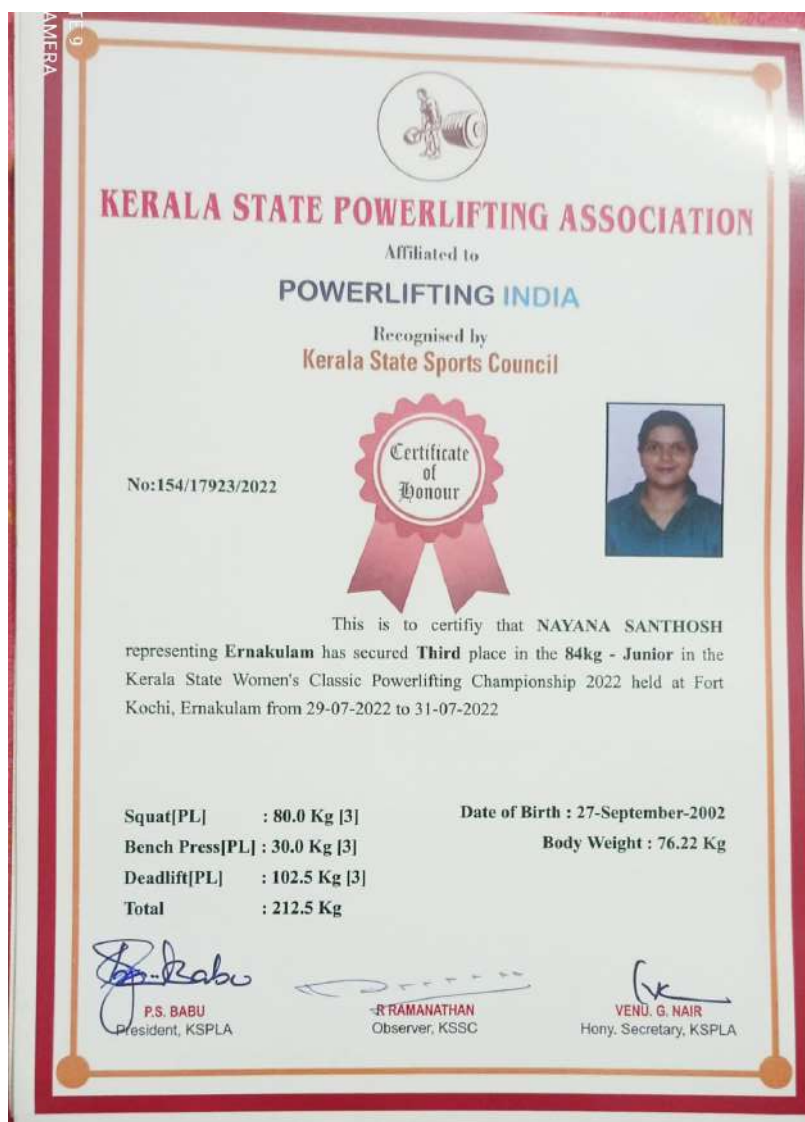 TE 9
AMERA
KERALA STATE POWERLIFTING ASSOCIATION
Affiliated to
POWERLIFTING INDIA
Recognised by
Kerala State Sports Council
Certificate
of
Honour
No:154/17923/2022
This is to certifiy that NAYANA SANTHOSH
representing Ernakulam has secured Third place in the 84kg - Junior in the
Kerala State Women's Classic Powerlifting Championship 2022 held at Fort
Kochi, Ernakulam from 29-07-2022 to 31-07-2022
Squat[PL] : 80.0 Kg [3]
Bench Press[PL] : 30.0 Kg [3]
Deadlift[PL] : 102.5 Kg [3]
Total : 212.5 Kg
Date of Birth : 27-September-2002
Body Weight : 76.22 Kg
P.S. BABU
President, KSPLA
R RAMANATHAN
Observer, KSSC
VENU. G. NAIR
Hony. Secretary, KSPLA